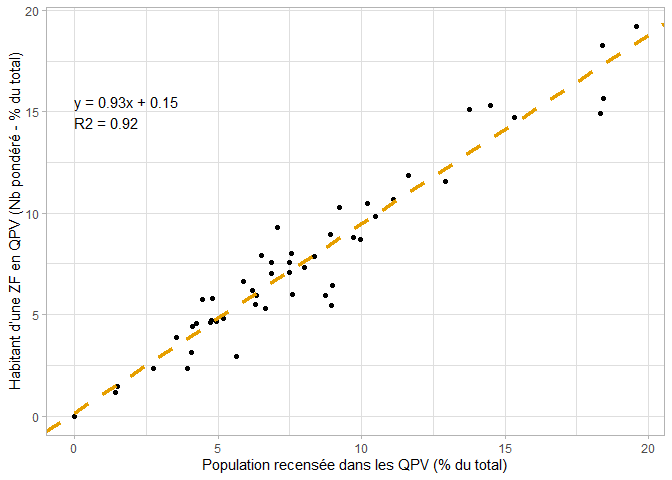 20
15
10
5
0
y = 0.93x + 0.15
R2 = 0.92
Habitant d'une ZF en QPV (Nb pondéré - % du total)
0 5 10 15 20
Population recensée dans les QPV (% du total)